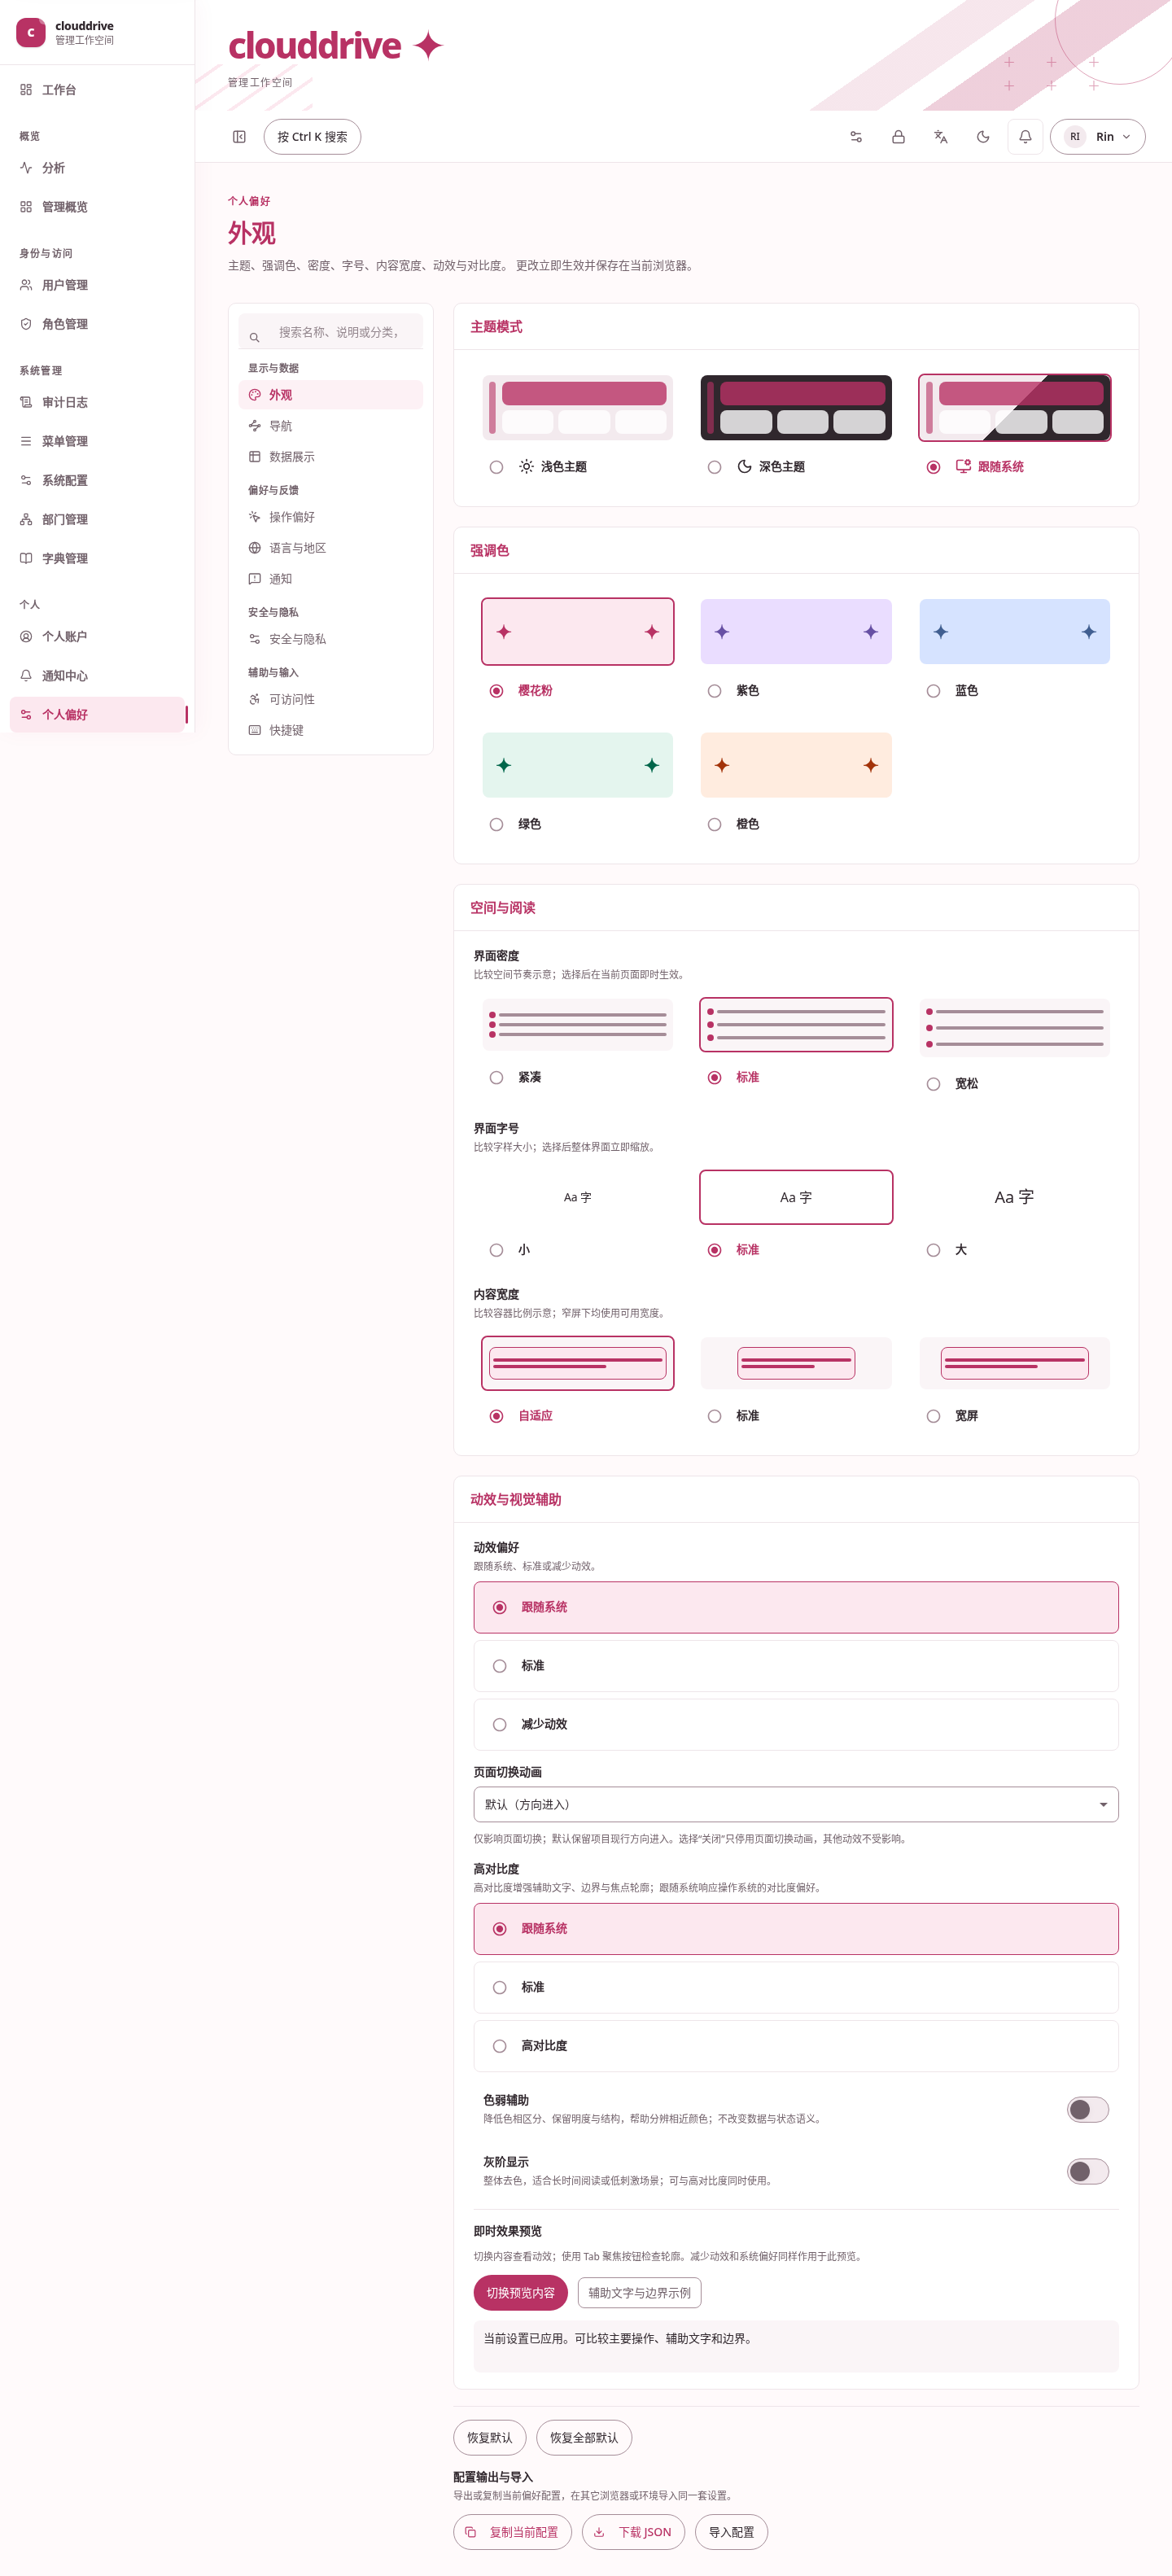 C
clouddrive
管理工作空间
工作台
概览
分析
管理概览
身份与访问
用户管理
角色管理
系统管理
审计日志
菜单管理
系统配置
部门管理
字典管理
个人
个人账户
通知中心
个人偏好
clouddrive
管理工作空间
按 Ctrl K 搜索
RI
Rin
个人偏好
外观
主题、强调色、密度、字号、内容宽度、动效与对比度。 更改立即生效并保存在当前浏览器。
搜索名称、说明或分类，
显示与数据
外观
导航
数据展示
偏好与反馈
操作偏好
语言与地区
通知
安全与隐私
安全与隐私
辅助与输入
可访问性
快捷键
主题模式
浅色主题
深色主题
跟随系统
强调色
樱花粉
紫色
蓝色
绿色
橙色
空间与阅读
界面密度
比较空间节奏示意；选择后在当前页面即时生效。
紧凑
标准
宽松
界面字号
比较字样大小；选择后整体界面立即缩放。
Aa 字
Aa 字
Aa 字
小
标准
大
内容宽度
比较容器比例示意；窄屏下均使用可用宽度。
自适应
标准
宽屏
动效与视觉辅助
动效偏好
跟随系统、标准或减少动效。
跟随系统
标准
减少动效
页面切换动画
默认（方向进入）
仅影响页面切换；默认保留项目现行方向进入。选择“关闭”只停用页面切换动画，其他动效不受影响。
高对比度
高对比度增强辅助文字、边界与焦点轮廓；跟随系统响应操作系统的对比度偏好。
跟随系统
标准
高对比度
色弱辅助
降低色相区分、保留明度与结构，帮助分辨相近颜色；不改变数据与状态语义。
灰阶显示
整体去色，适合长时间阅读或低刺激场景；可与高对比度同时使用。
即时效果预览
切换内容查看动效；使用 Tab 聚焦按钮检查轮廓。减少动效和系统偏好同样作用于此预览。
切换预览内容
辅助文字与边界示例
当前设置已应用。可比较主要操作、辅助文字和边界。
恢复默认
恢复全部默认
配置输出与导入
导出或复制当前偏好配置，在其它浏览器或环境导入同一套设置。
复制当前配置
下载 JSON
导入配置